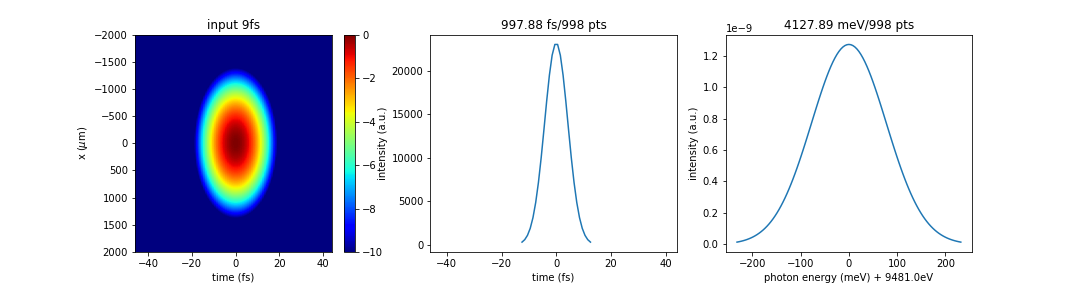 input 9fs
−2000
−1500
−1000
−500
0
500
1000
1500
2000
x (μm)
−40 −20 0 20 40
time (fs)
0
−2
−4
−6
−8
−10
997.88 fs/998 pts
intensity (a.u.)
20000
15000
10000
5000
0
−40 −20 0 20 40
time (fs)
4127.89 meV/998 pts
1e−9
intensity (a.u.)
1.2
1.0
0.8
0.6
0.4
0.2
0.0
−200 −100 0 100 200
photon energy (meV) + 9481.0eV